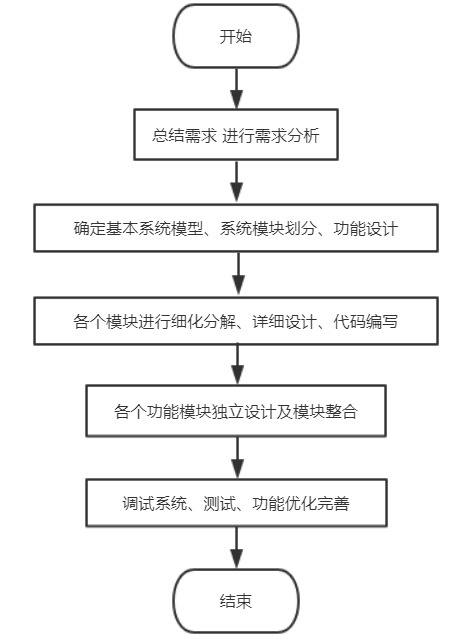 开始
总结需求 进行需求分析
确定基本系统模型、系统模块划分、功能设计
各个模块进行细化分解、详细设计、代码编写
各个功能模块独立设计及模块整合
调试系统、测试、功能优化完善
结束